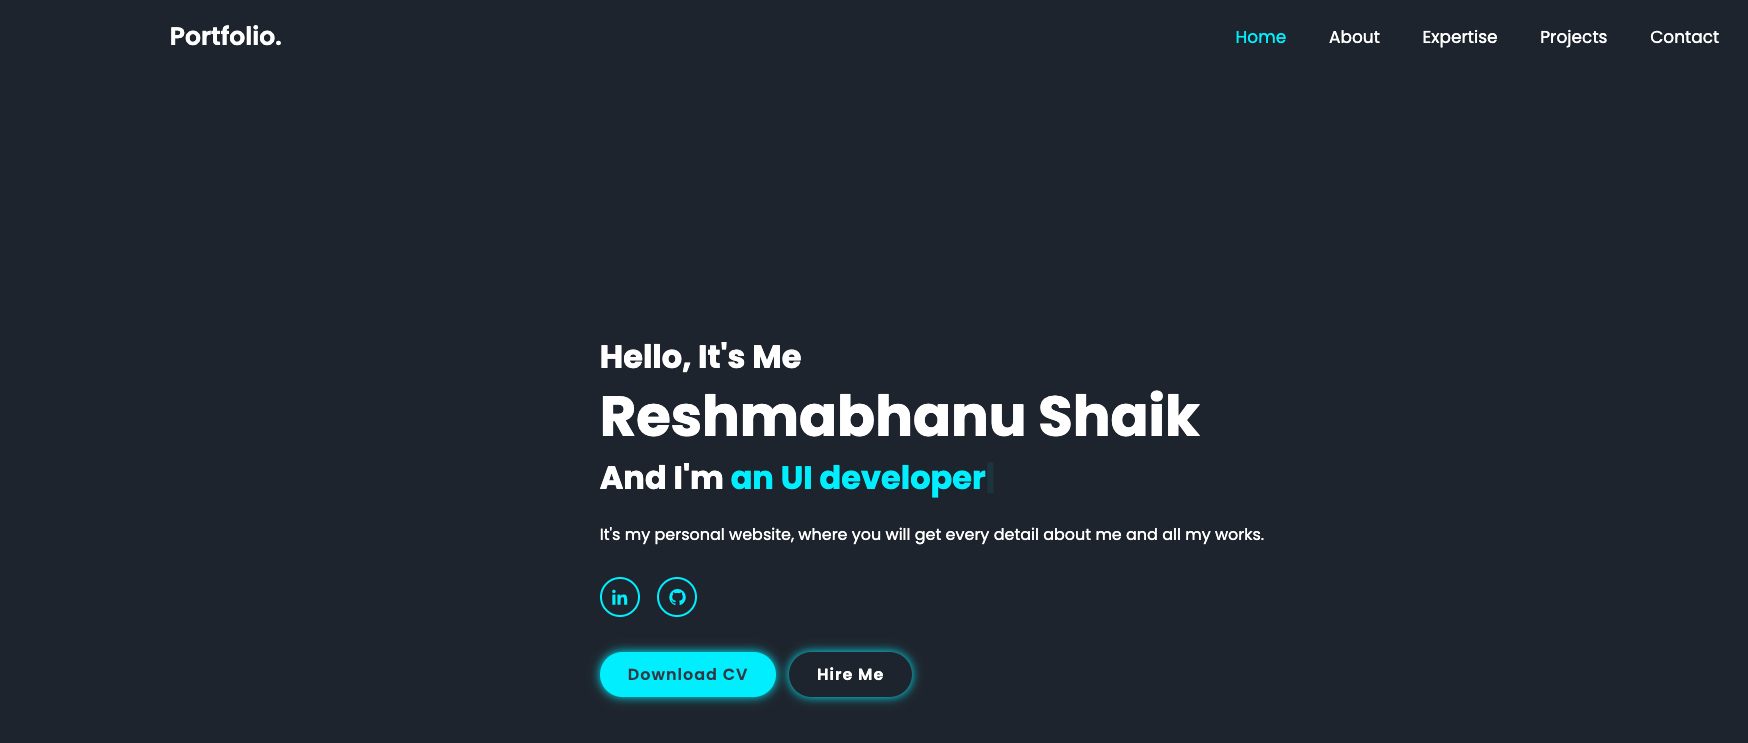 Portfolio.
Home About Expertise Projects Contact
Hello, It's Me
Reshmabhanu Shaik
And I'm an UI developer
It's my personal website, where you will get every detail about me and all my works.
in
Download CV Hire Me